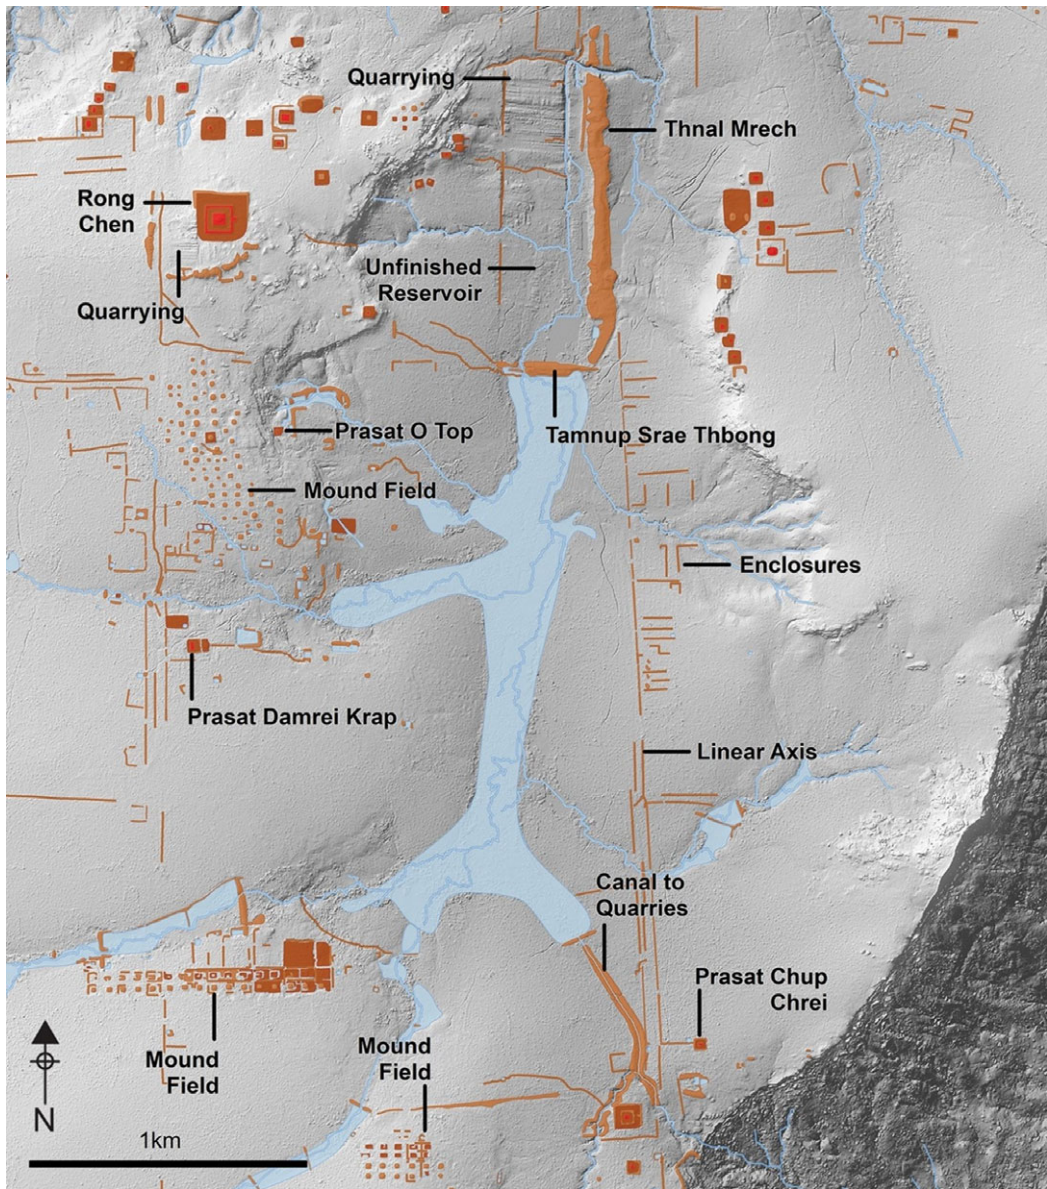 Quarrying
Thnal Mrech
Rong
Chen
Unfinished
Reservoir
Quarrying
Prasat O Top
Tamnup Srae Thbong
Mound Field
Enclosures
Prasat Damrei Krap
Linear Axis
Canal to
Quarries
Prasat Chup
Chrei
Mound
Field
Mound
Field
N
1km